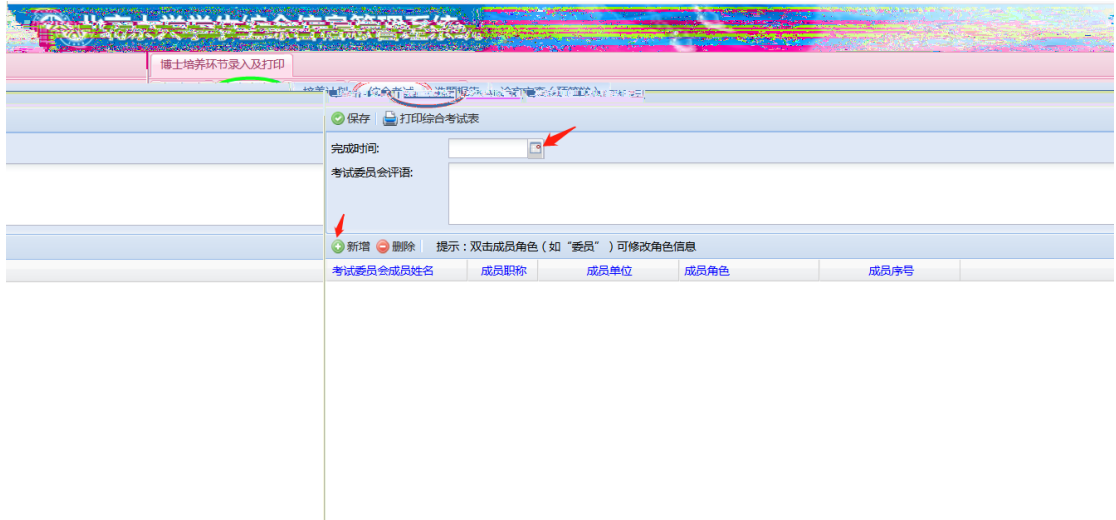 博士培养环节录入及打印
保存 打印综合考试表
完成时间:
考试委员会评语:
新增 删除 提示：双击成员角色（如“委员”）可修改角色信息
考试委员会成员姓名 成员职称 成员单位 成员角色 成员序号